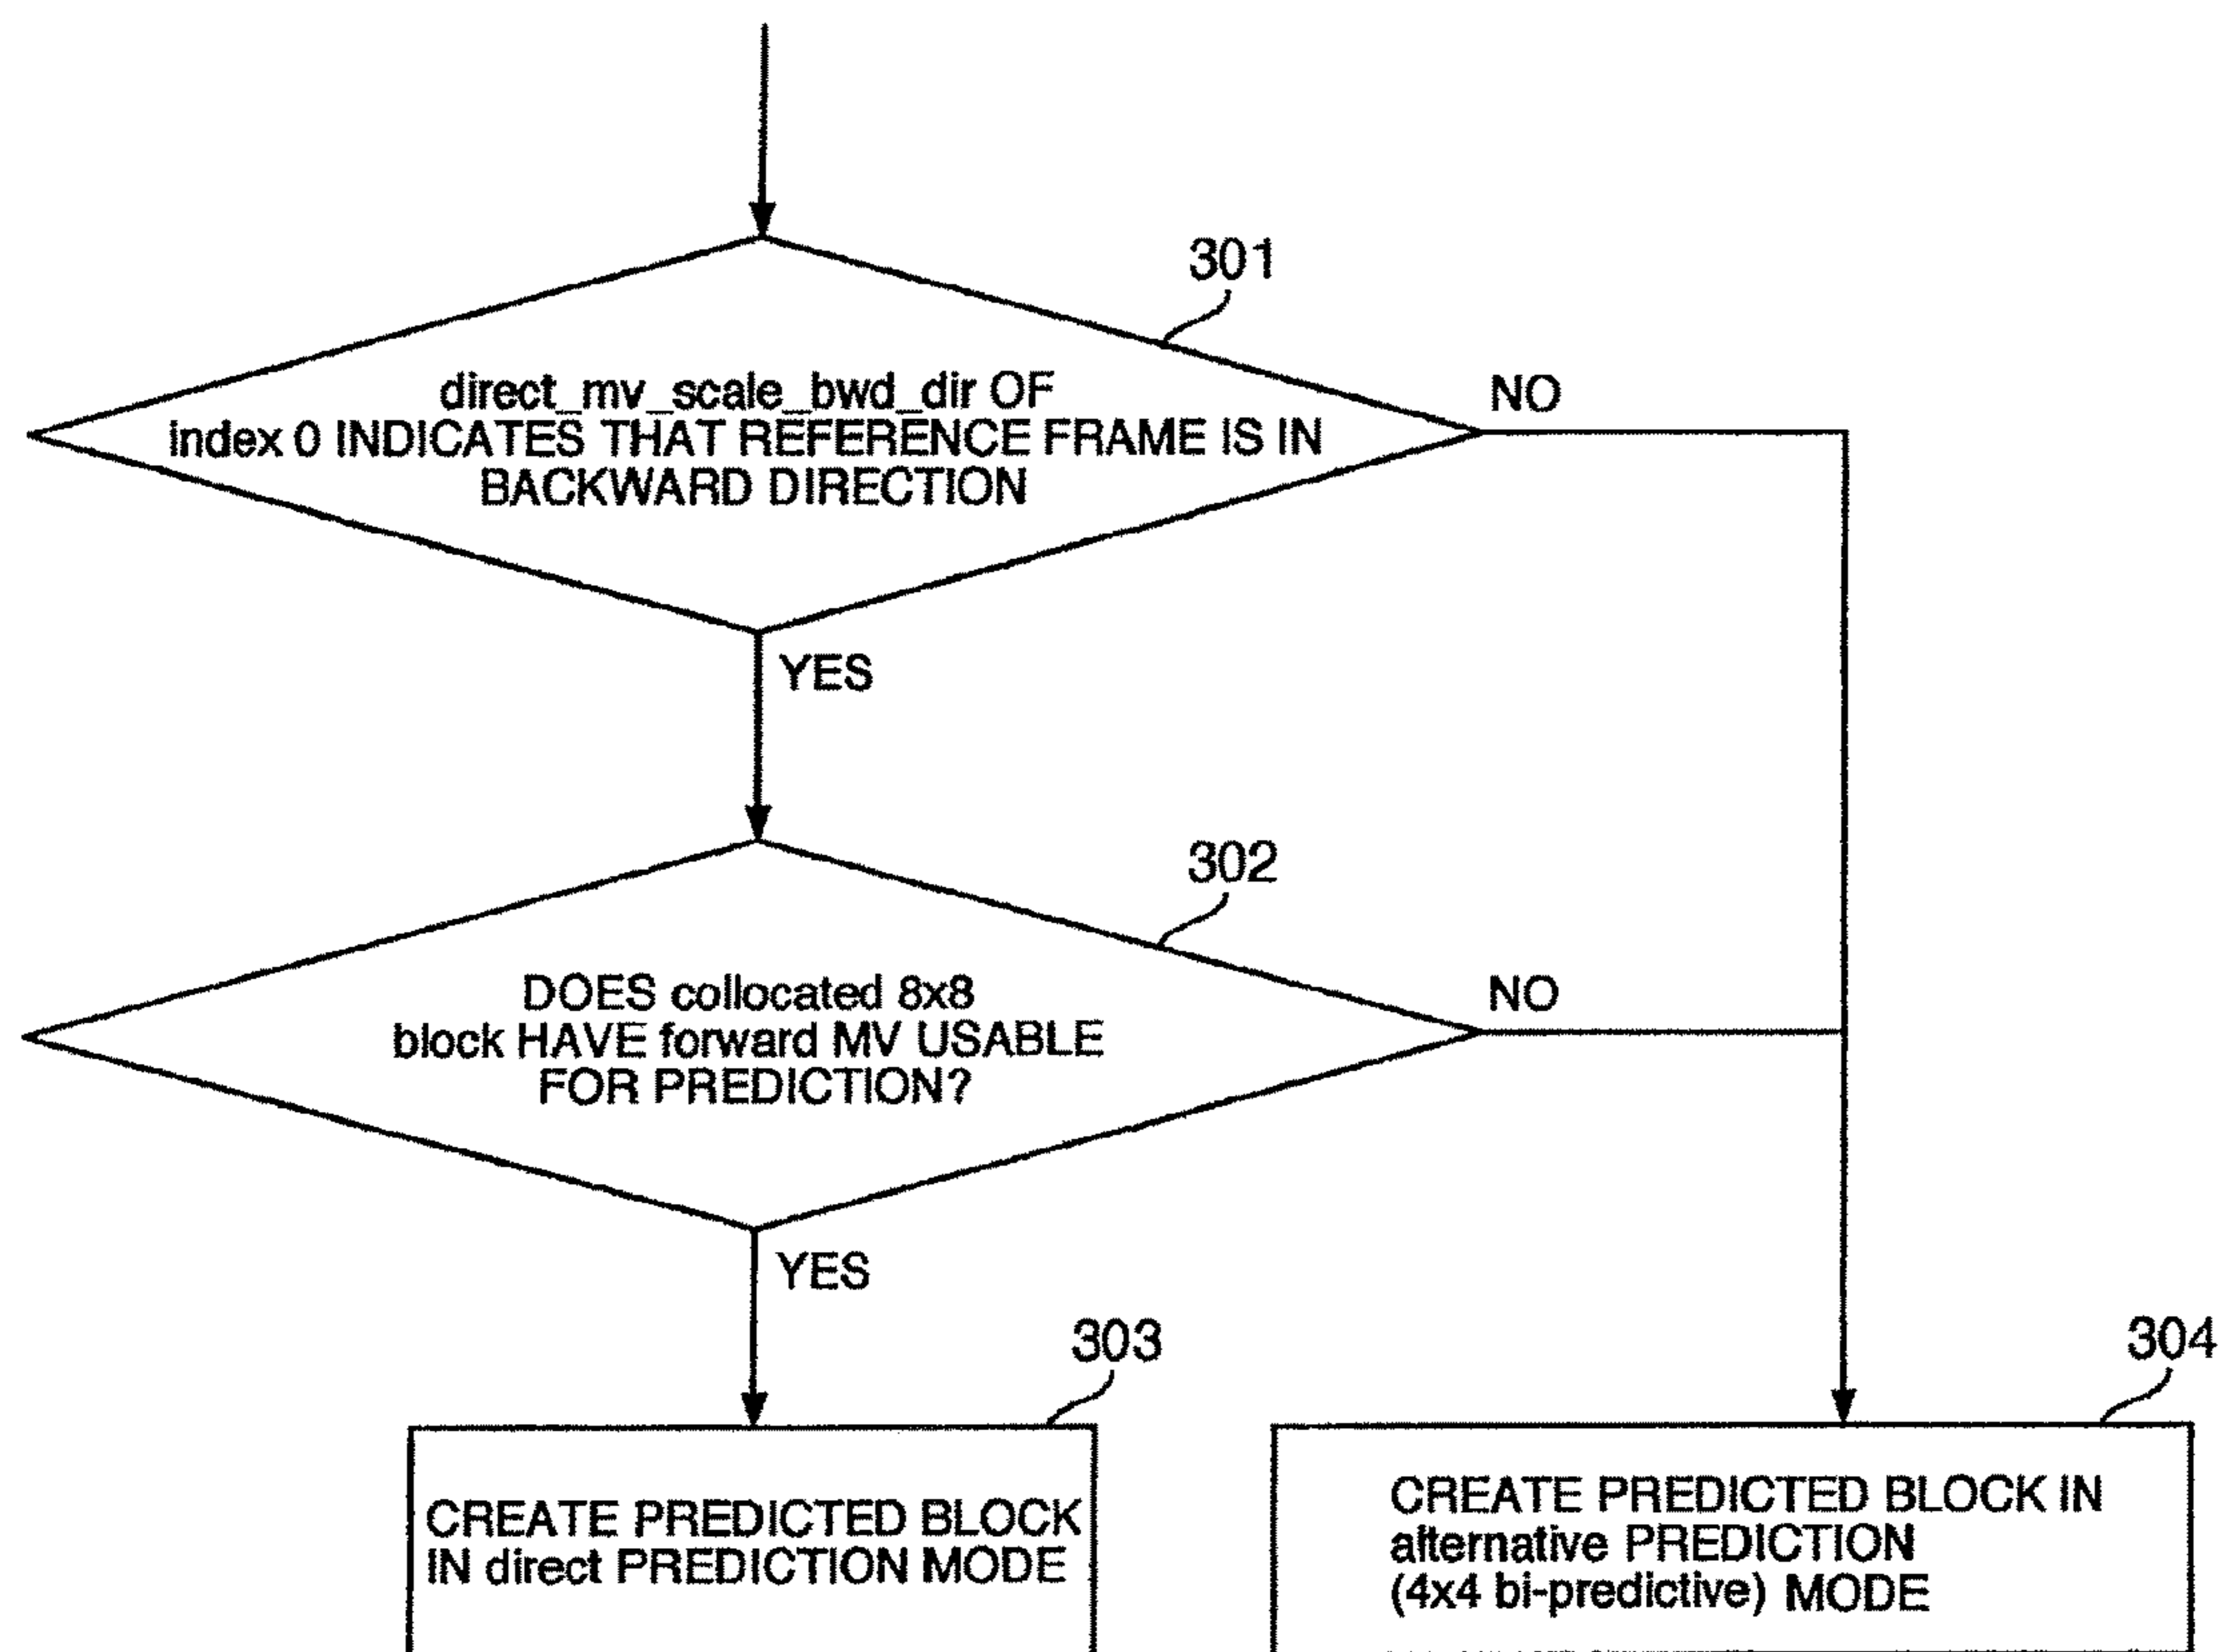 301
direct_mv_scale_bwd_dir OF
index 0 INDICATES THAT REFERENCE FRAME IS IN
BACKWARD DIRECTION
NO
YES
302
DOES collocated 8x8
block HAVE forward MV USABLE
FOR PREDICTION?
NO
YES
303
CREATE PREDICTED BLOCK
IN direct PREDICTION MODE
304
CREATE PREDICTED BLOCK IN
alternative PREDICTION
(4x4 bi-predictive) MODE